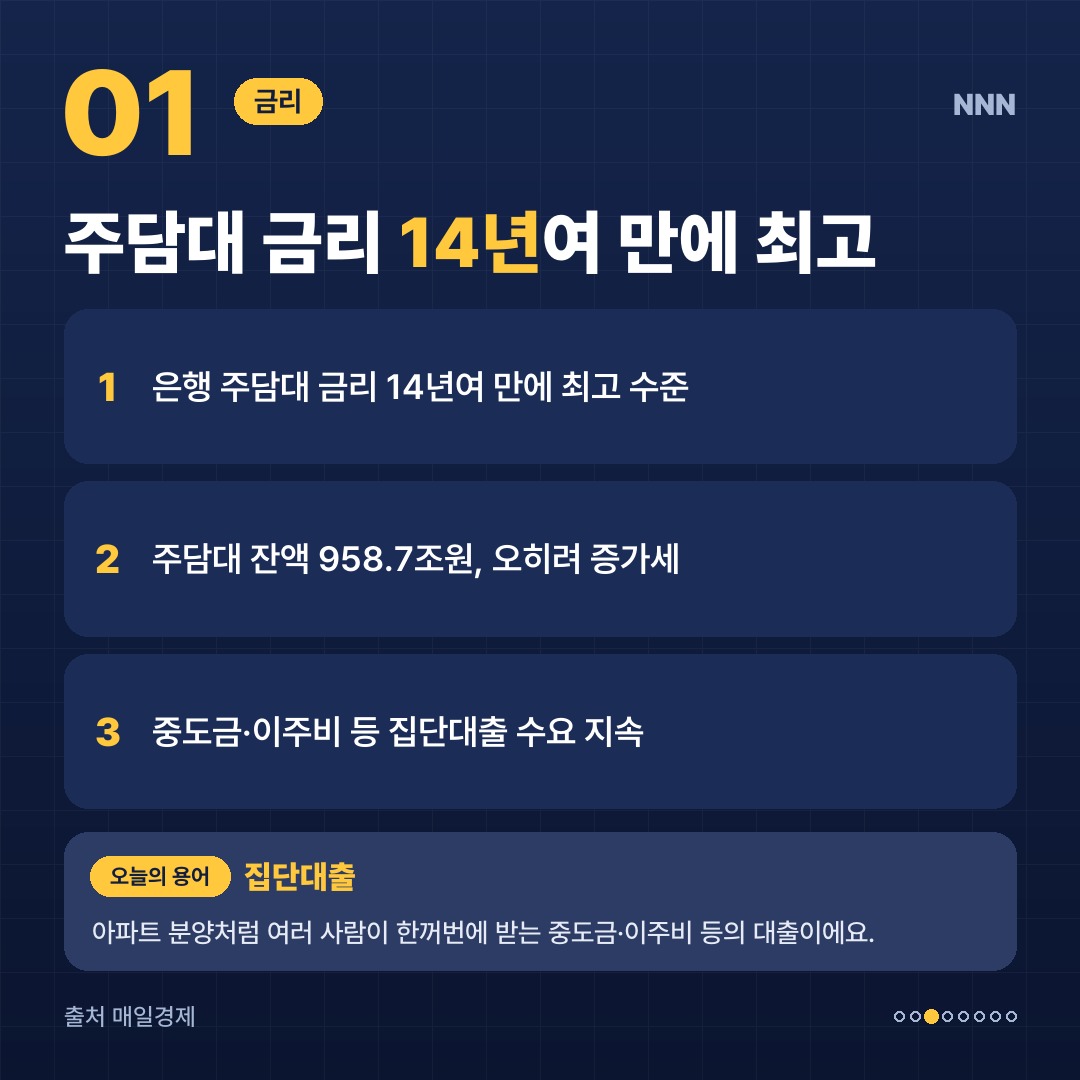 01
금리
NNN
주담대 금리 14년여 만에 최고
1 은행 주담대 금리 14년여 만에 최고 수준
2 주담대 잔액 958.7조원, 오히려 증가세
3 중도금·이주비 등 집단대출 수요 지속
오늘의 용어 집단대출
아파트 분양처럼 여러 사람이 한꺼번에 받는 중도금·이주비 등의 대출이에요.
출처 매일경제